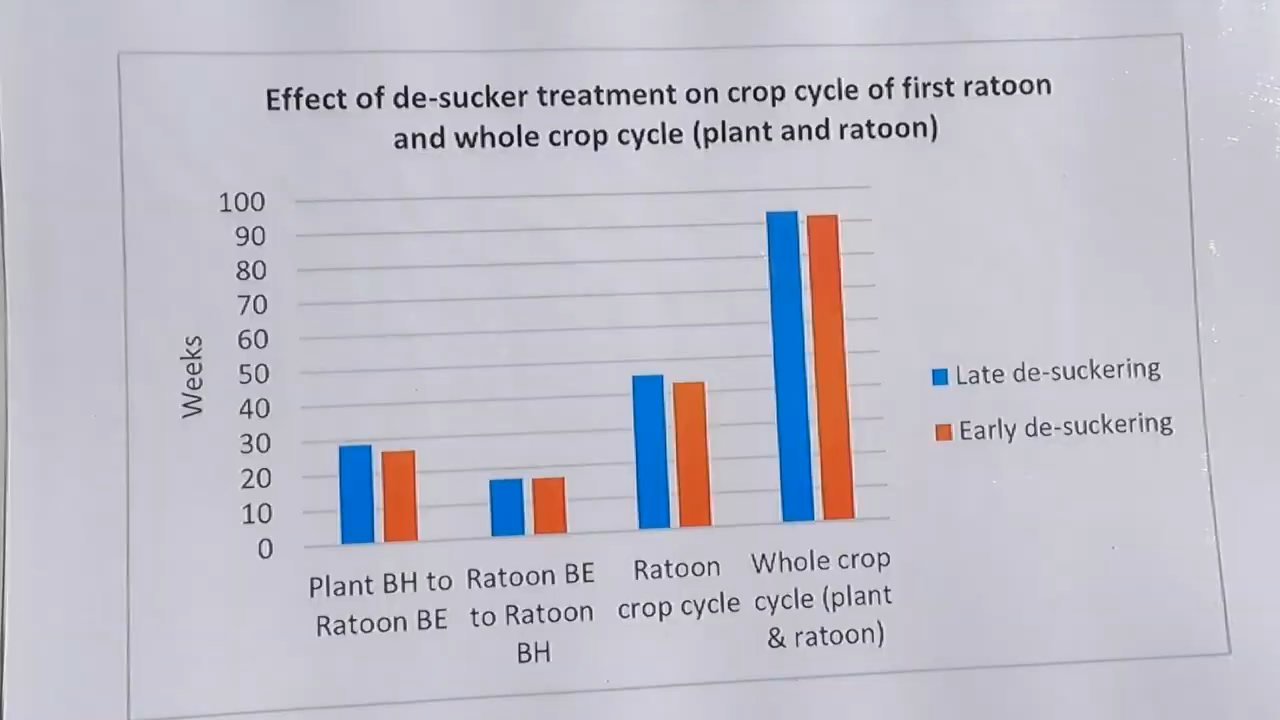 Effect of de-sucker treatment on crop cycle of first ratoon
and whole crop cycle (plant and ratoon)
100
90
80
70
60
50
40
30
20
10
0
Weeks
Plant BH to
Ratoon BE
Ratoon BE
to Ratoon
BH
Ratoon
crop cycle
Whole crop
cycle (plant
& ratoon)
Late de-suckering
Early de-suckering